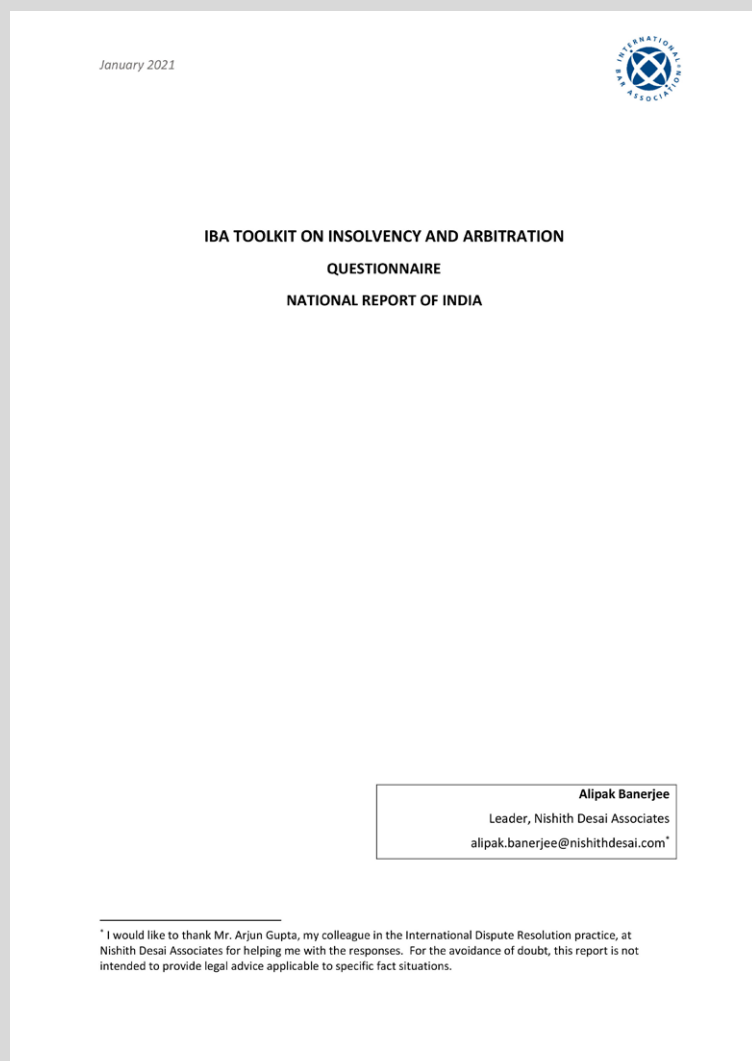 January 2021
INTERNATIONAL BAR ASSOCIATION®
IBA TOOLKIT ON INSOLVENCY AND ARBITRATION
QUESTIONNAIRE
NATIONAL REPORT OF INDIA
Alipak Banerjee
Leader, Nishith Desai Associates
alipak.banerjee@nishithdesai.com*
* I would like to thank Mr. Arjun Gupta, my colleague in the International Dispute Resolution practice, at
Nishith Desai Associates for helping me with the responses. For the avoidance of doubt, this report is not
intended to provide legal advice applicable to specific fact situations.